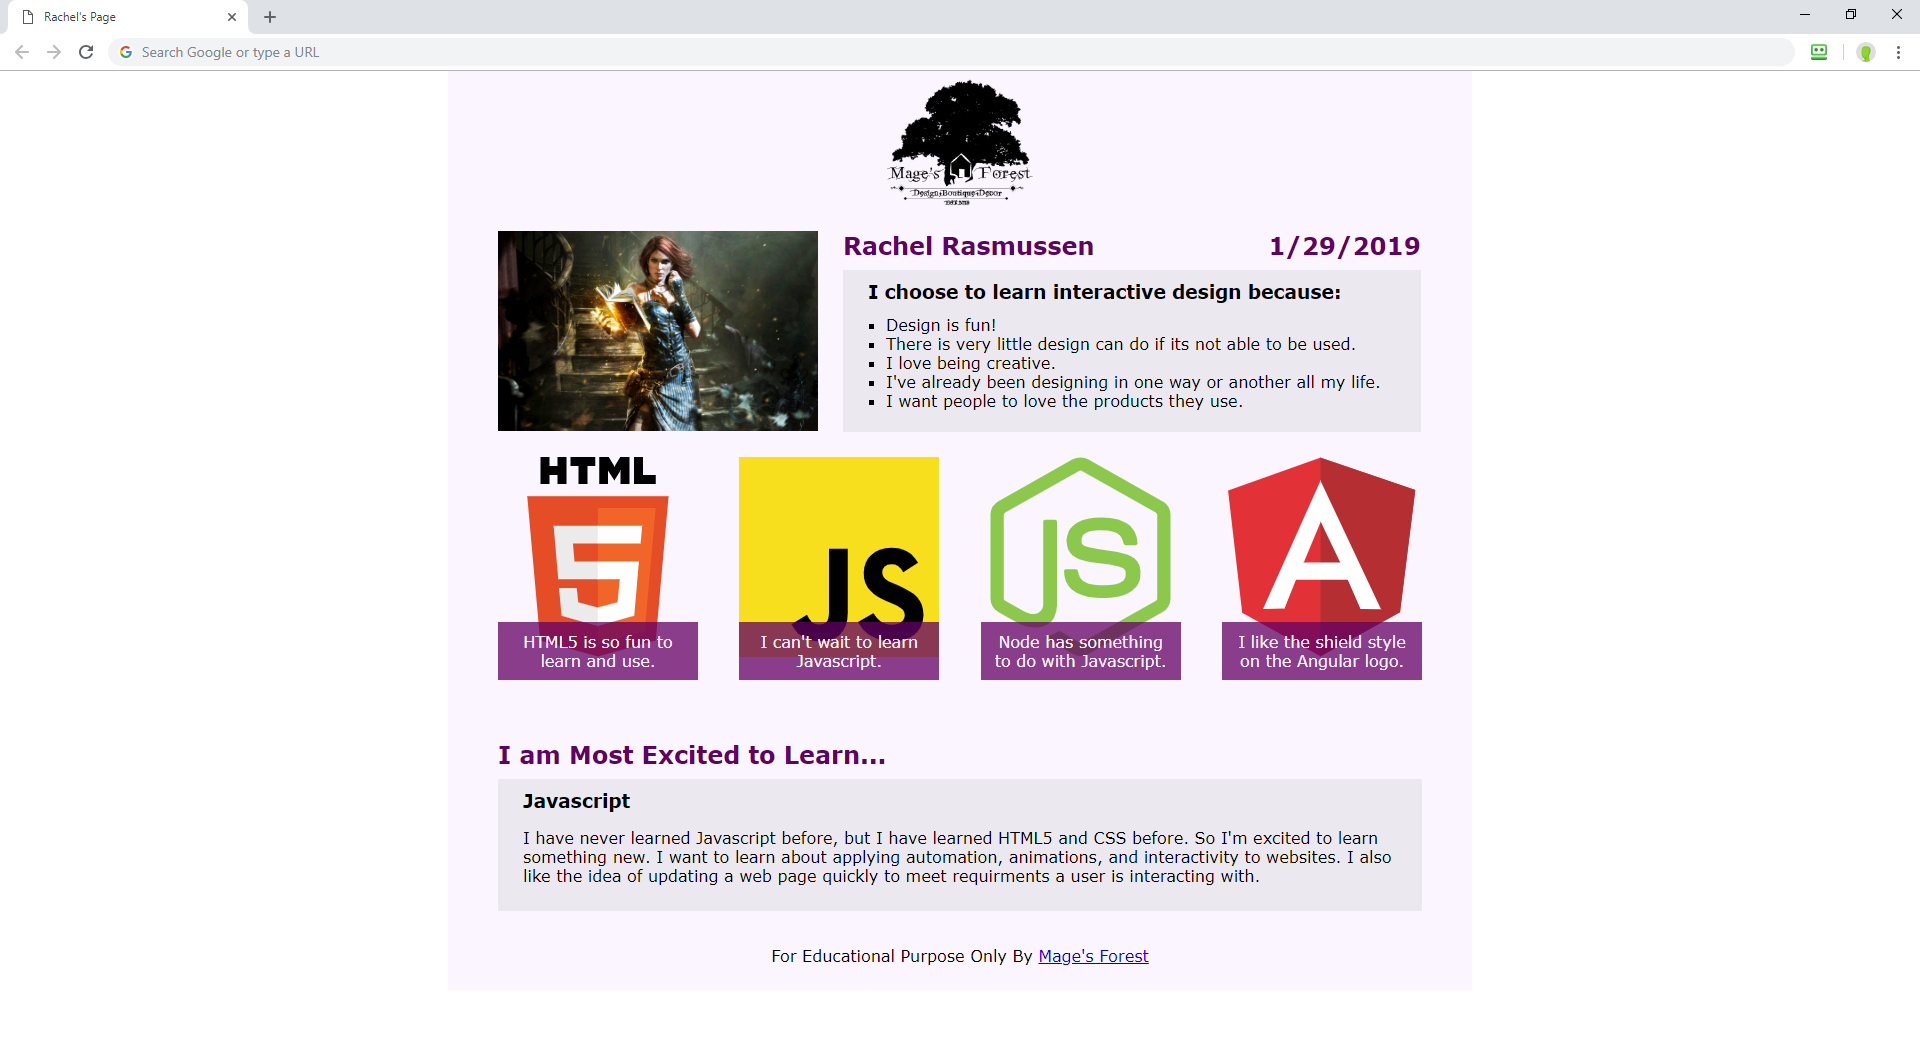 Rachel's Page
Search Google or type a URL
Mage's Forest
Design•Boutique•Decor
Rachel Rasmussen 1/29/2019
I choose to learn interactive design because:
Design is fun!
There is very little design can do if its not able to be used.
I love being creative.
I've already been designing in one way or another all my life.
I want people to love the products they use.
HTML
5
JS
JS
A
HTML5 is so fun to
learn and use.
I can't wait to learn
Javascript.
Node has something
to do with Javascript.
I like the shield style
on the Angular logo.
I am Most Excited to Learn...
Javascript
I have never learned Javascript before, but I have learned HTML5 and CSS before. So I'm excited to learn
something new. I want to learn about applying automation, animations, and interactivity to websites. I also
like the idea of updating a web page quickly to meet requirments a user is interacting with.
For Educational Purpose Only By Mage's Forest